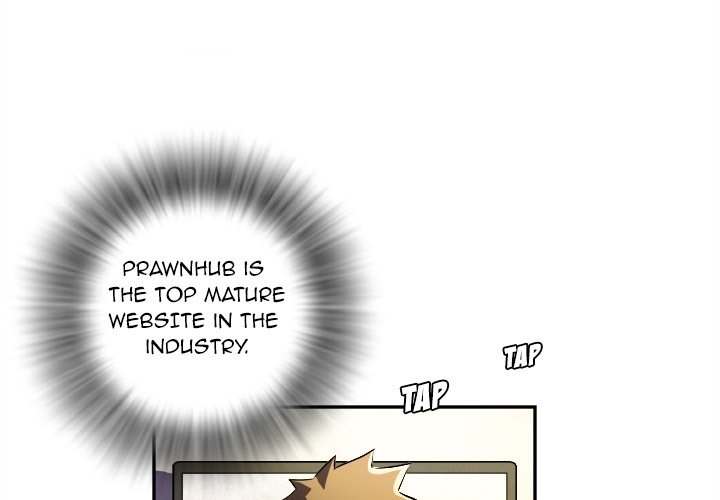 PRAWNHUB IS
THE TOP MATURE
WEBSITE IN THE
INDUSTRY.
TAP
TAP